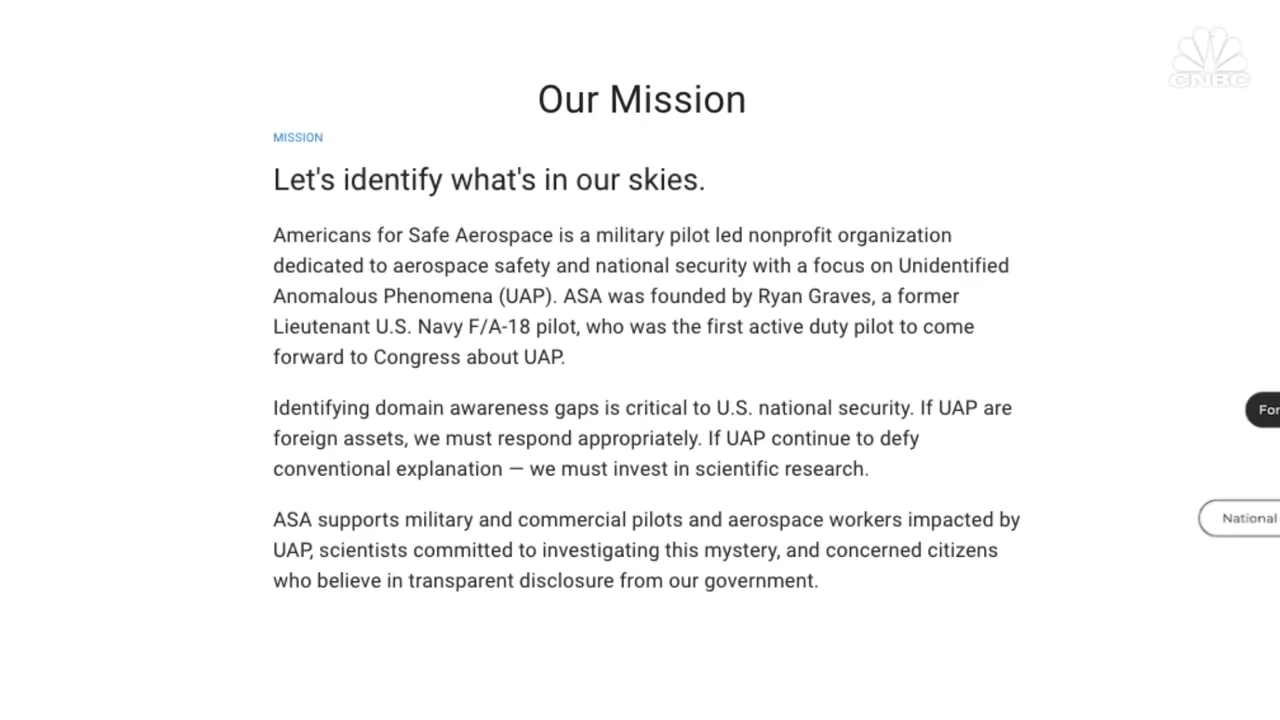 CNBC
Our Mission
MISSION
Let's identify what's in our skies.
Americans for Safe Aerospace is a military pilot led nonprofit organization
dedicated to aerospace safety and national security with a focus on Unidentified
Anomalous Phenomena (UAP). ASA was founded by Ryan Graves, a former
Lieutenant U.S. Navy F/A-18 pilot, who was the first active duty pilot to come
forward to Congress about UAP.
Identifying domain awareness gaps is critical to U.S. national security. If UAP are
foreign assets, we must respond appropriately. If UAP continue to defy
conventional explanation — we must invest in scientific research.
ASA supports military and commercial pilots and aerospace workers impacted by
UAP, scientists committed to investigating this mystery, and concerned citizens
who believe in transparent disclosure from our government.
For
National